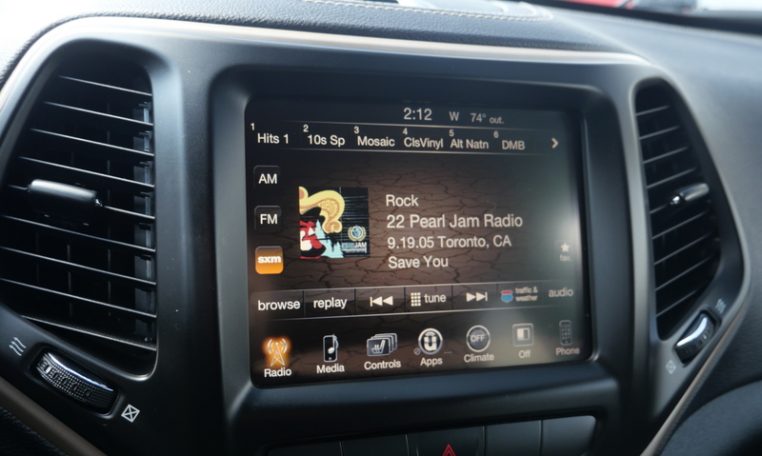 2:12 W 74° out.
1 Hits 1 2 10s Sp 3 Mosaic 4 ClsVinyl 5 Alt Natn 6 DMB
AM
FM
sxm
Rock
22 Pearl Jam Radio
9.19.05 Toronto, CA
Save You
fav
browse replay tune traffic & weather audio
Radio Media Controls Apps OFF Climate Off Phone